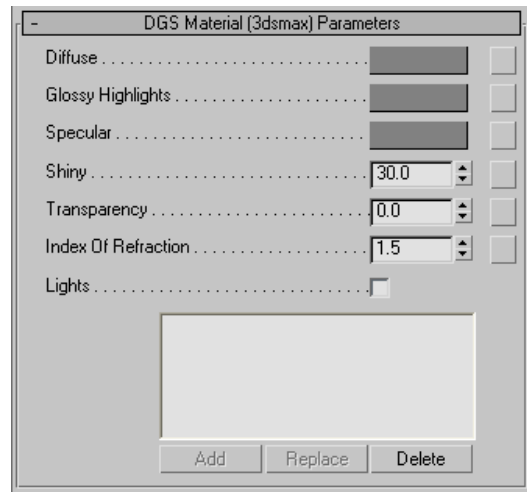 - DGS Material (3dsmax) Parameters
Diffuse
Glossy Highlights
Specular
Shiny 30.0
Transparency 0.0
Index Of Refraction 1.5
Lights
Add Replace Delete